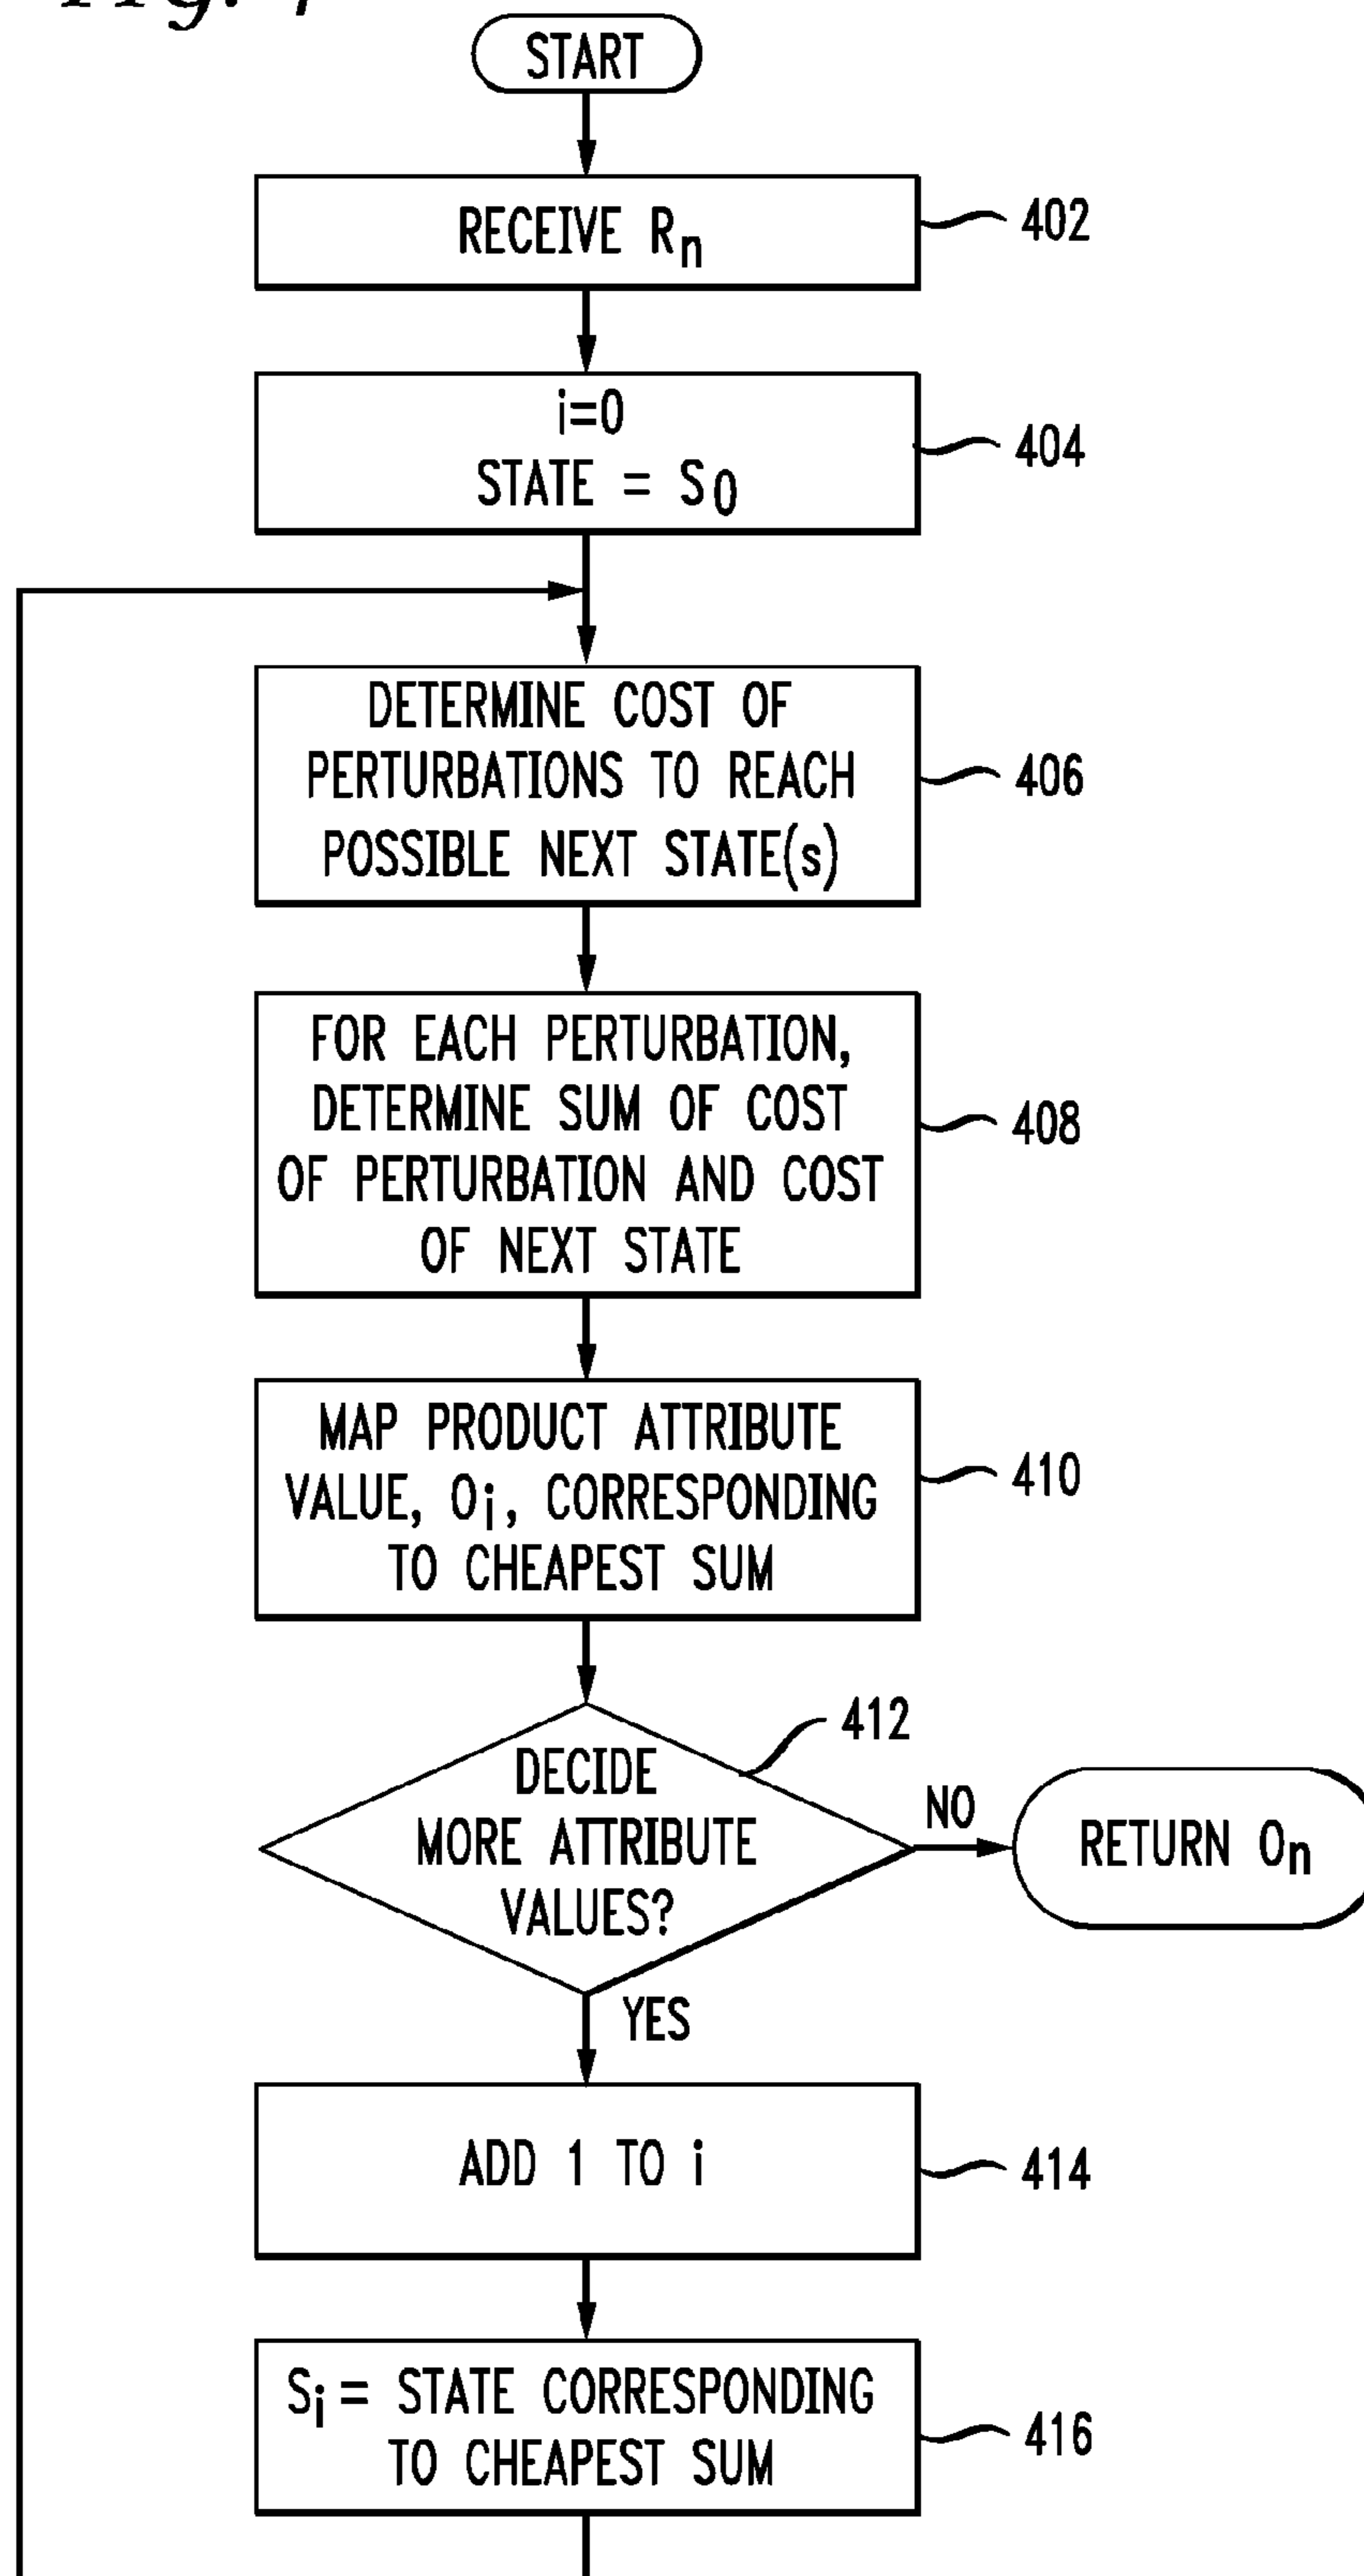 START
RECEIVE Rn
402
i=0
STATE = S0
404
DETERMINE COST OF
PERTURBATIONS TO REACH
POSSIBLE NEXT STATE(s)
406
FOR EACH PERTURBATION,
DETERMINE SUM OF COST
OF PERTURBATION AND COST
OF NEXT STATE
408
MAP PRODUCT ATTRIBUTE
VALUE, Oi, CORRESPONDING
TO CHEAPEST SUM
410
412
DECIDE
MORE ATTRIBUTE
VALUES?
NO
RETURN On
YES
ADD 1 TO i
414
Si = STATE CORRESPONDING
TO CHEAPEST SUM
416